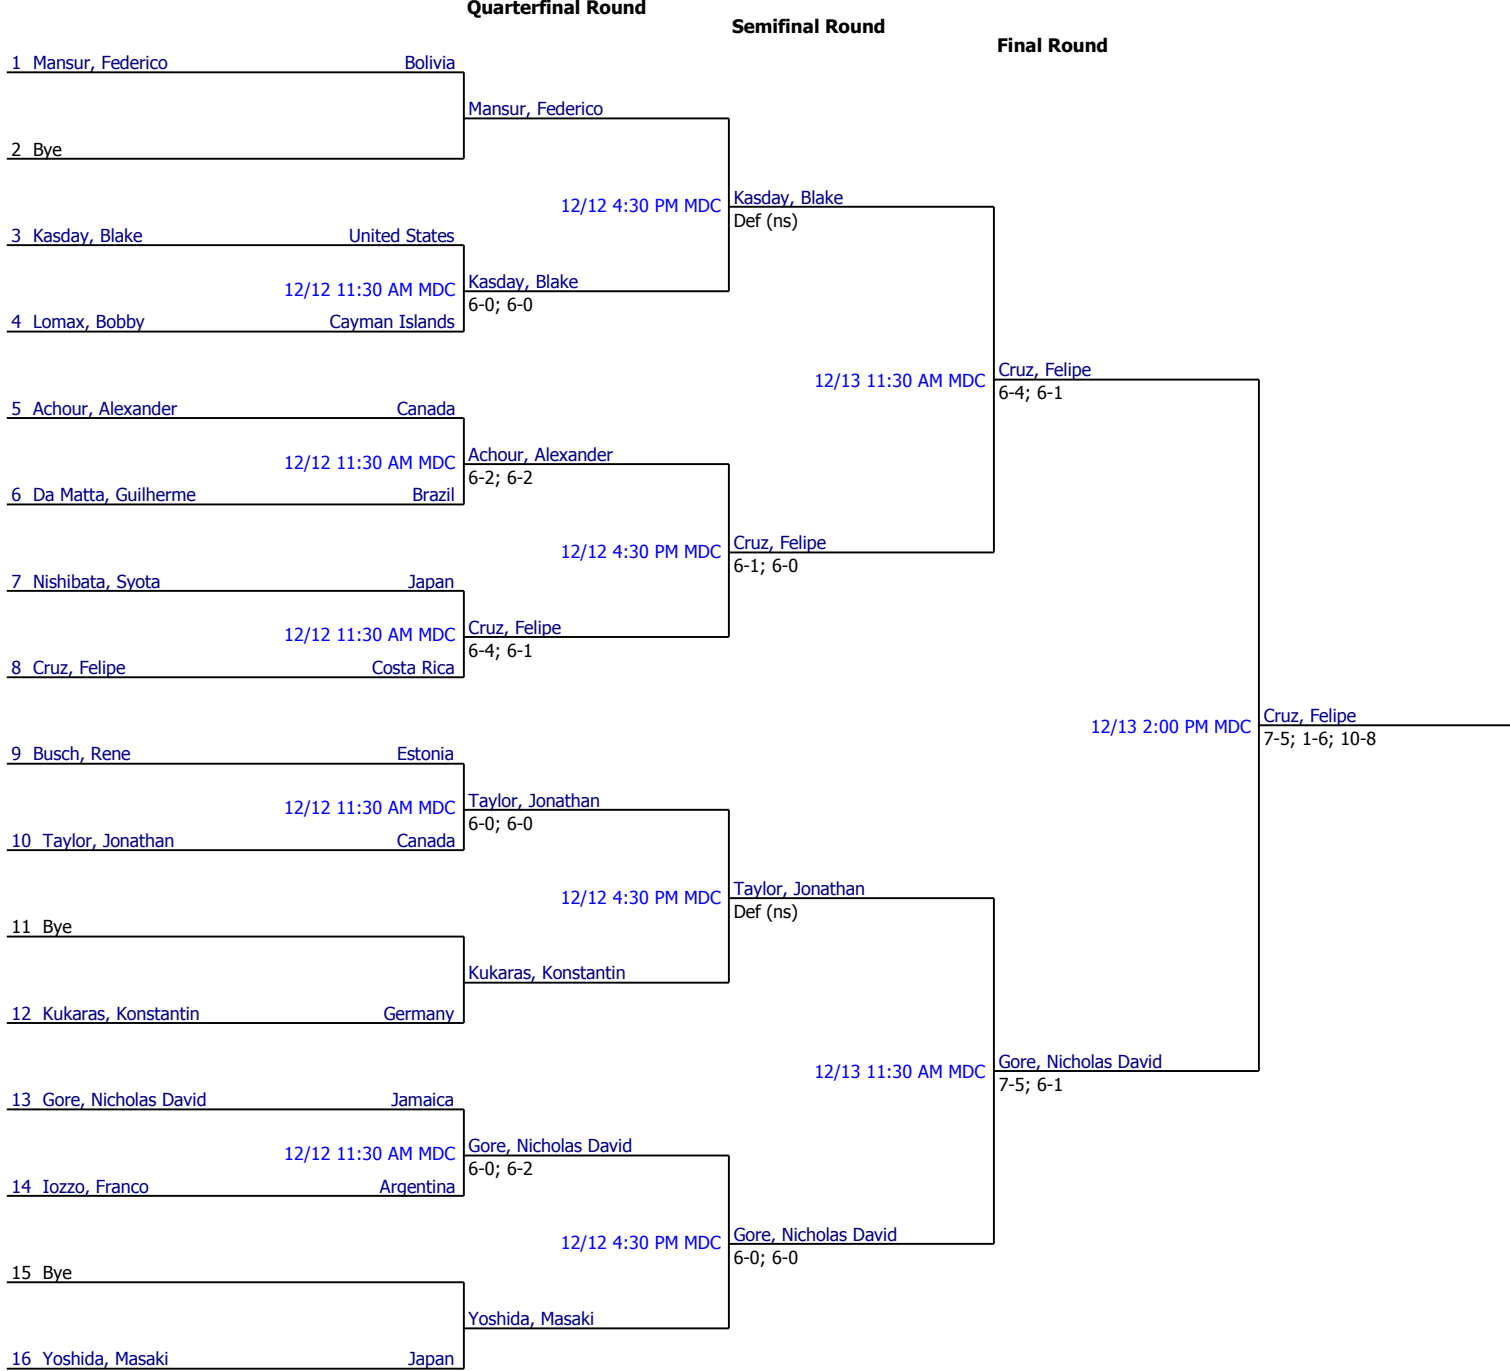 Quarterfinal Round
Semifinal Round
Final Round
1 Mansur, Federico Bolivia
Mansur, Federico
2 Bye
12/12 4:30 PM MDC Kasday, Blake
Def (ns)
3 Kasday, Blake United States
12/12 11:30 AM MDC Kasday, Blake
6-0; 6-0
4 Lomax, Bobby Cayman Islands
12/13 11:30 AM MDC Cruz, Felipe
6-4; 6-1
5 Achour, Alexander Canada
12/12 11:30 AM MDC Achour, Alexander
6-2; 6-2
6 Da Matta, Guilherme Brazil
12/12 4:30 PM MDC Cruz, Felipe
6-1; 6-0
7 Nishibata, Syota Japan
12/12 11:30 AM MDC Cruz, Felipe
6-4; 6-1
8 Cruz, Felipe Costa Rica
12/13 2:00 PM MDC Cruz, Felipe
7-5; 1-6; 10-8
9 Busch, Rene Estonia
12/12 11:30 AM MDC Taylor, Jonathan
6-0; 6-0
10 Taylor, Jonathan Canada
12/12 4:30 PM MDC Taylor, Jonathan
Def (ns)
11 Bye
Kukaras, Konstantin
12 Kukaras, Konstantin Germany
12/13 11:30 AM MDC Gore, Nicholas David
7-5; 6-1
13 Gore, Nicholas David Jamaica
12/12 11:30 AM MDC Gore, Nicholas David
6-0; 6-2
14 Iozzo, Franco Argentina
12/12 4:30 PM MDC Gore, Nicholas David
6-0; 6-0
15 Bye
Yoshida, Masaki
16 Yoshida, Masaki Japan